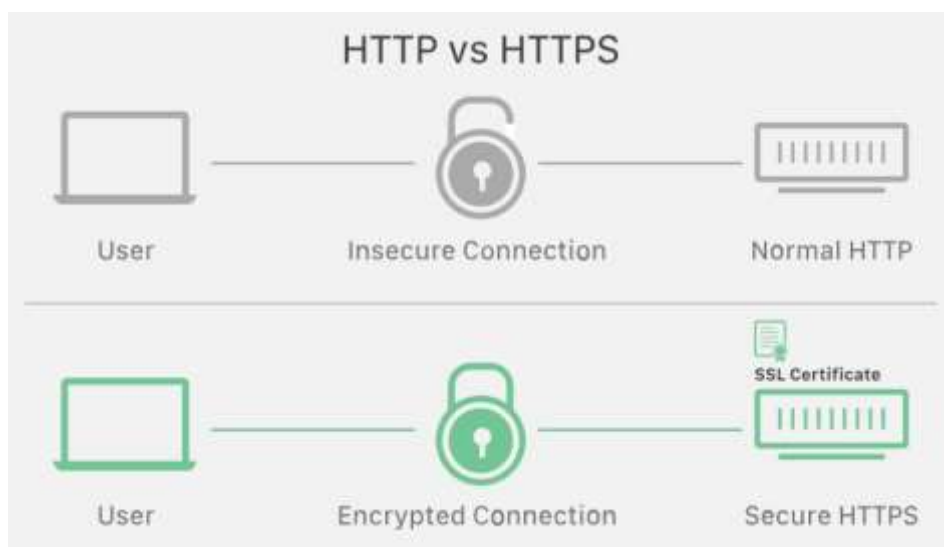 HTTP vs HTTPS
User
Insecure Connection
Normal HTTP
SSL Certificate
User
Encrypted Connection
Secure HTTPS